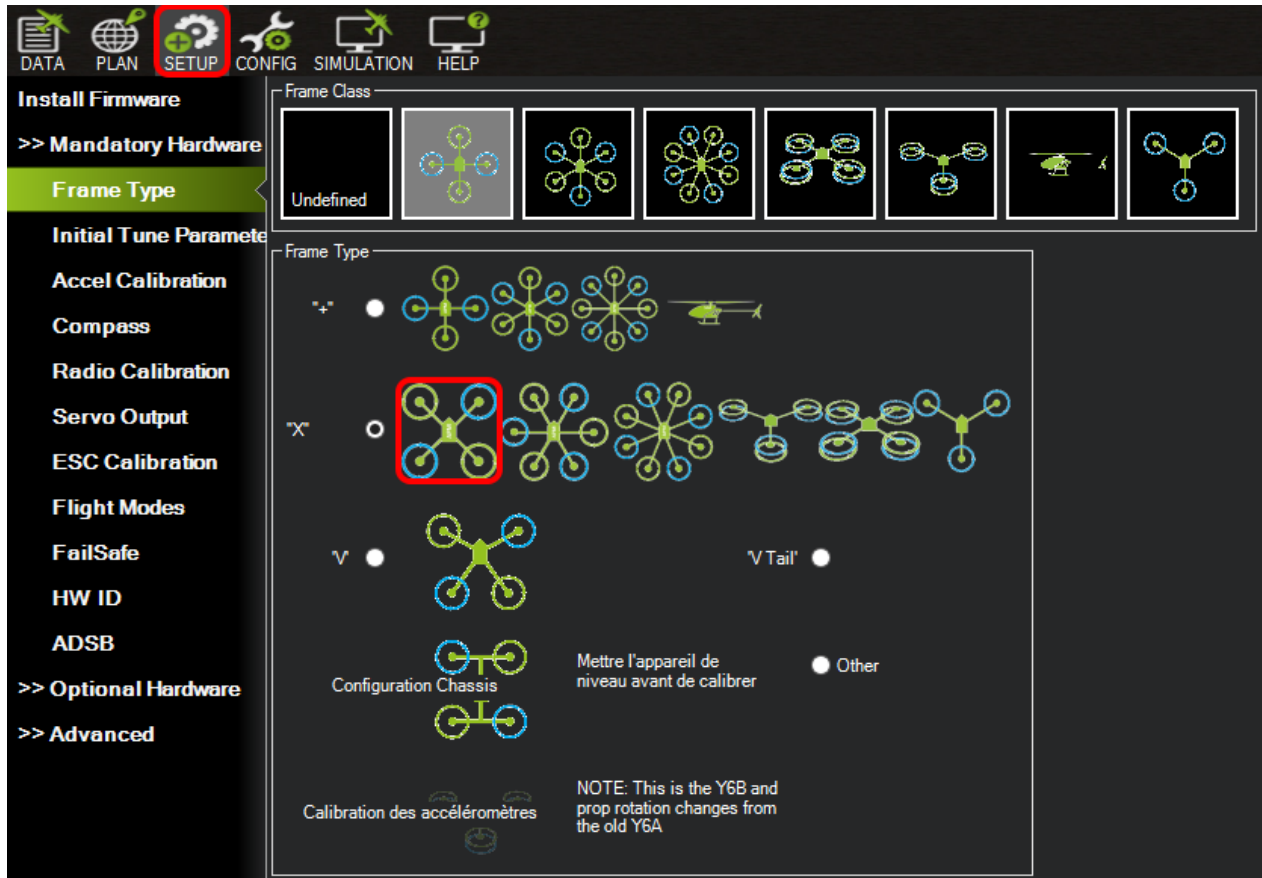 DATA
PLAN
SETUP
CONFIG
SIMULATION
HELP
Install Firmware
>> Mandatory Hardware
Frame Type
Initial Tune Paramete
Accel Calibration
Compass
Radio Calibration
Servo Output
ESC Calibration
Flight Modes
FailSafe
HW ID
ADSB
>> Optional Hardware
>> Advanced
Frame Class
Undefined
Frame Type
"+"
"X"
'V'
'V Tail'
Configuration Chassis
Mettre l'appareil de
niveau avant de calibrer
Other
Calibration des accéléromètres
NOTE: This is the Y6B and
prop rotation changes from
the old Y6A